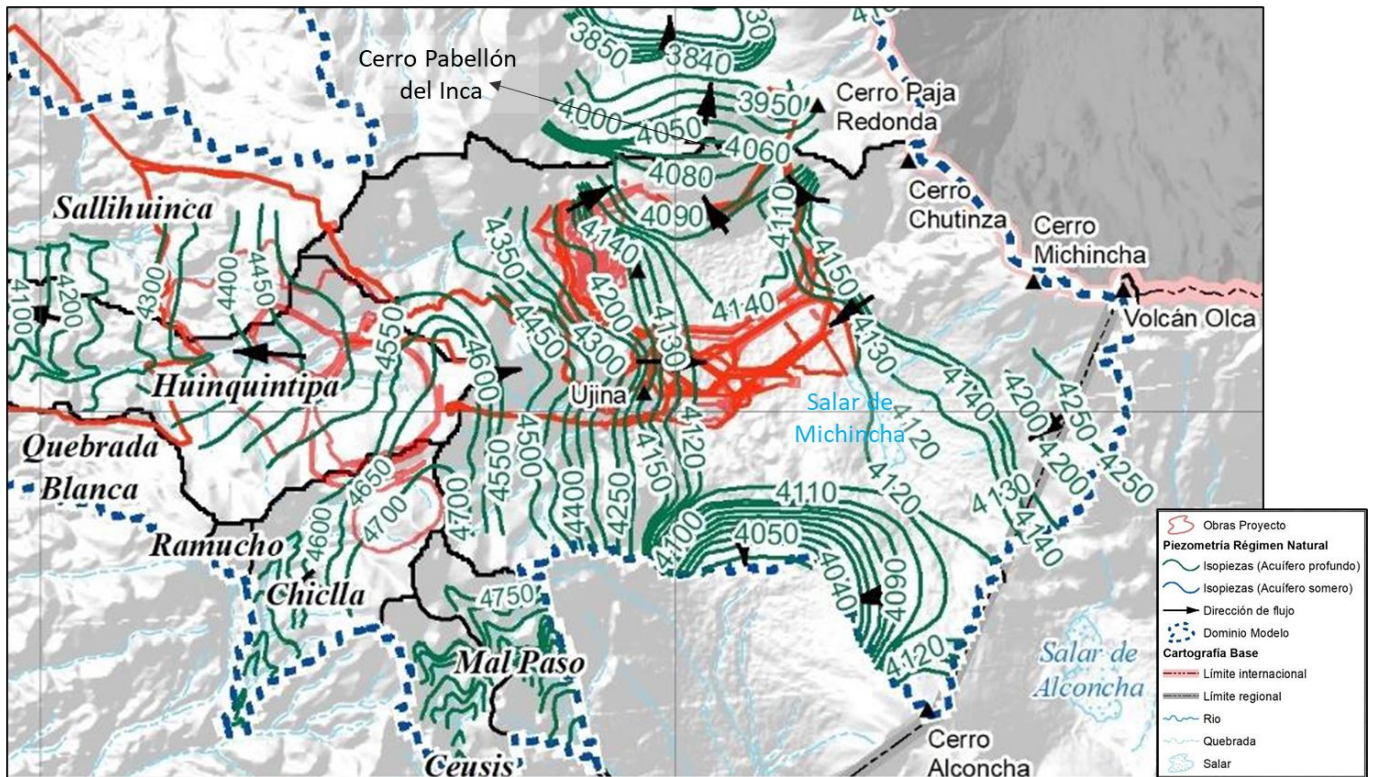 3850
3840
Cerro Pabellón
del Inca
3950
4000
4050
4060
Cerro Paja
Redonda
4080
4090
4110
Cerro
Chutinza
Sallihuinca
4140
4150
Cerro
Michincha
4100
4200
4300
4400
4450
4350
4450
4300
4200
4130
4140
4130
Volcán Olca
Huinquintipa
4550
4600
Ujina
Salar de
Michincha
4120
4140
4200
4250
4200
4250
Quebrada
Blanca
4650
4700
4600
4700
4550
4500
4400
4250
4150
4120
4110
4120
4130
4140
Ramucho
Chiclla
4100
4050
4040
4090
4120
4750
Mal Paso
Ceusis
Salar de
Alconcha
Cerro
Alconcha
Obras Proyecto
Piezometría Régimen Natural
Isopiezas (Acuífero profundo)
Isopiezas (Acuífero somero)
Dirección de flujo
Dominio Modelo
Cartografía Base
Límite internacional
Límite regional
Rio
Quebrada
Salar